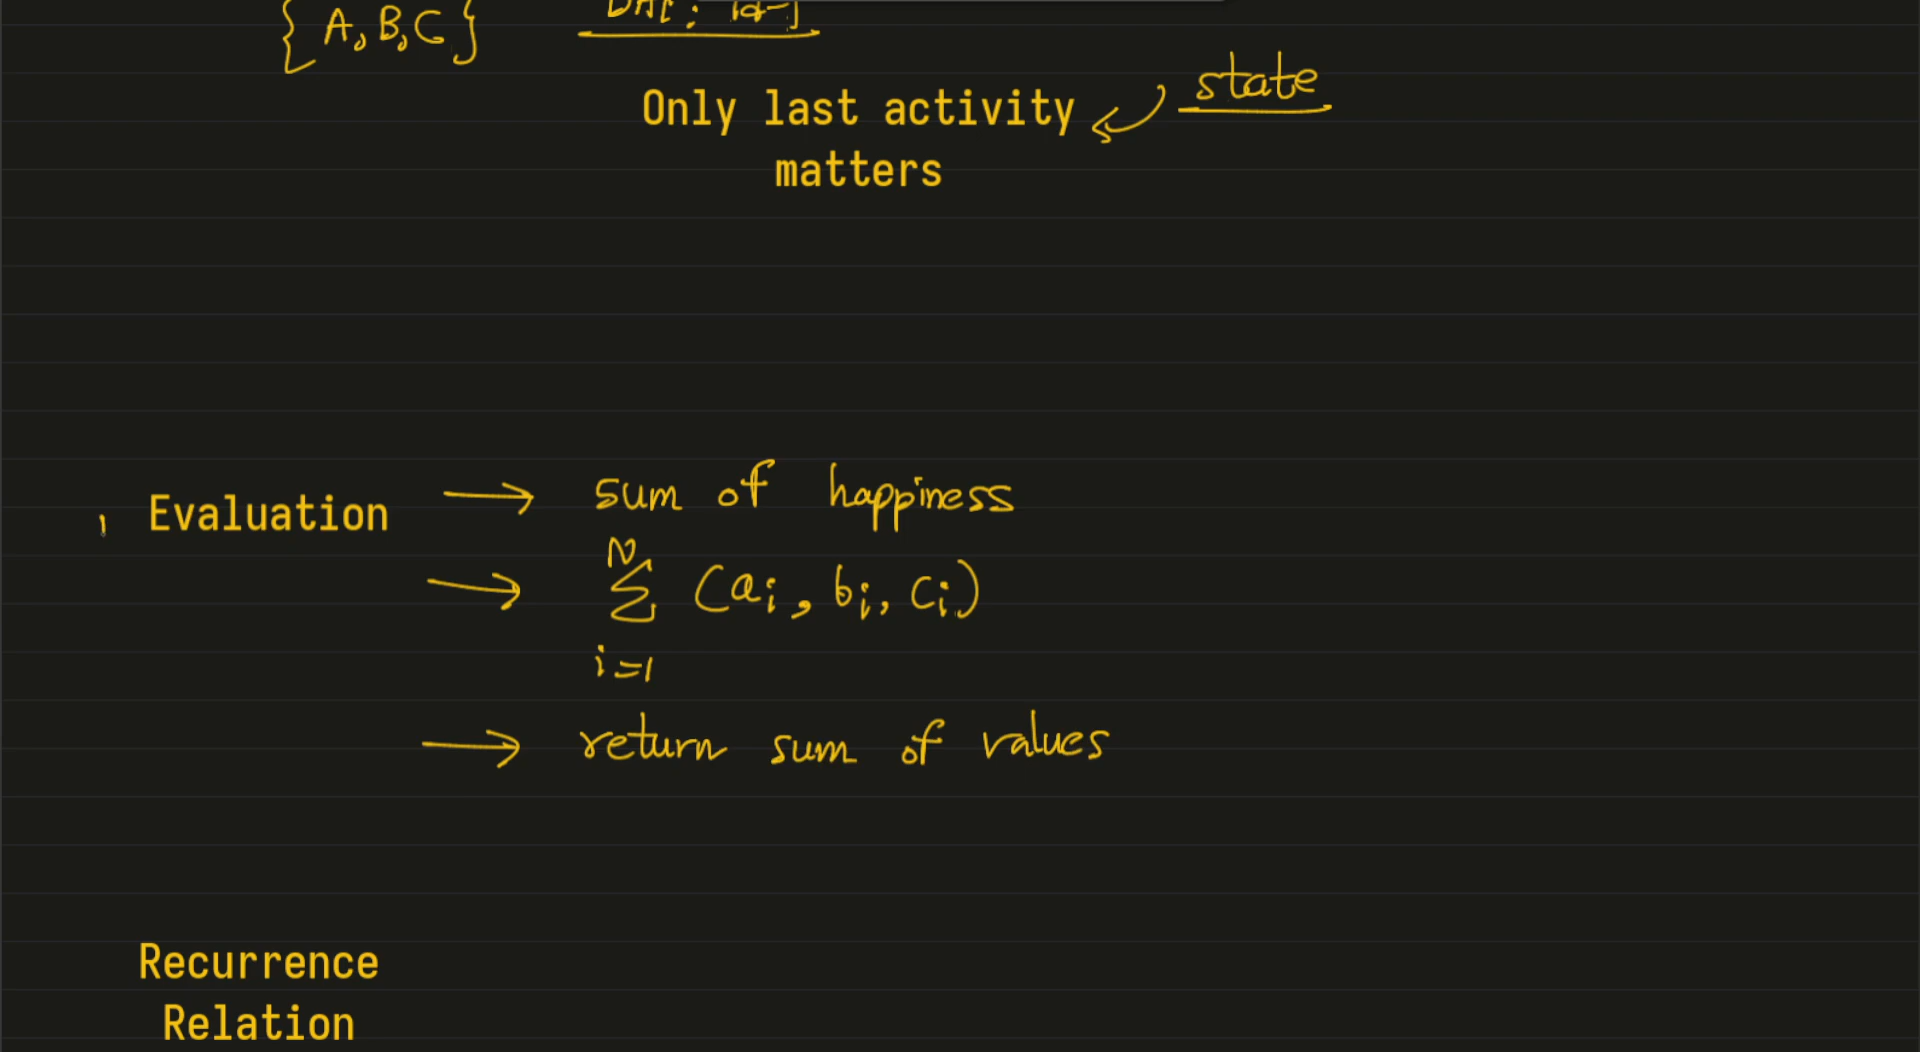 {A, B, C}
state
Only last activity
matters
Evaluation → sum of happiness
→ N Σ i=1 (ai, bi, ci)
→ return sum of values
Recurrence
Relation